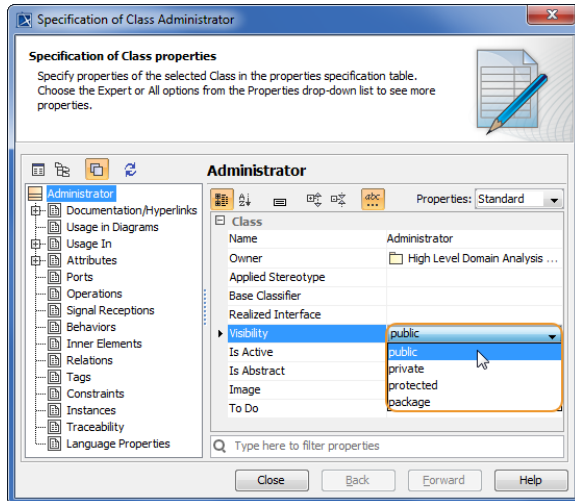 Specification of Class Administrator
Specification of Class properties
Specify properties of the selected Class in the properties specification table.
Choose the Expert or All options from the Properties drop-down list to see more
properties.
Administrator
Properties: Standard
Administrator
Documentation/Hyperlinks
Usage in Diagrams
Usage In
Attributes
Ports
Operations
Signal Receptions
Behaviors
Inner Elements
Relations
Tags
Constraints
Instances
Traceability
Language Properties
Class
Name Administrator
Owner High Level Domain Analysis ...
Applied Stereotype
Base Classifier
Realized Interface
Visibility public
Is Active public
Is Abstract private
protected
Image package
To Do
Type here to filter properties
Close Back Forward Help